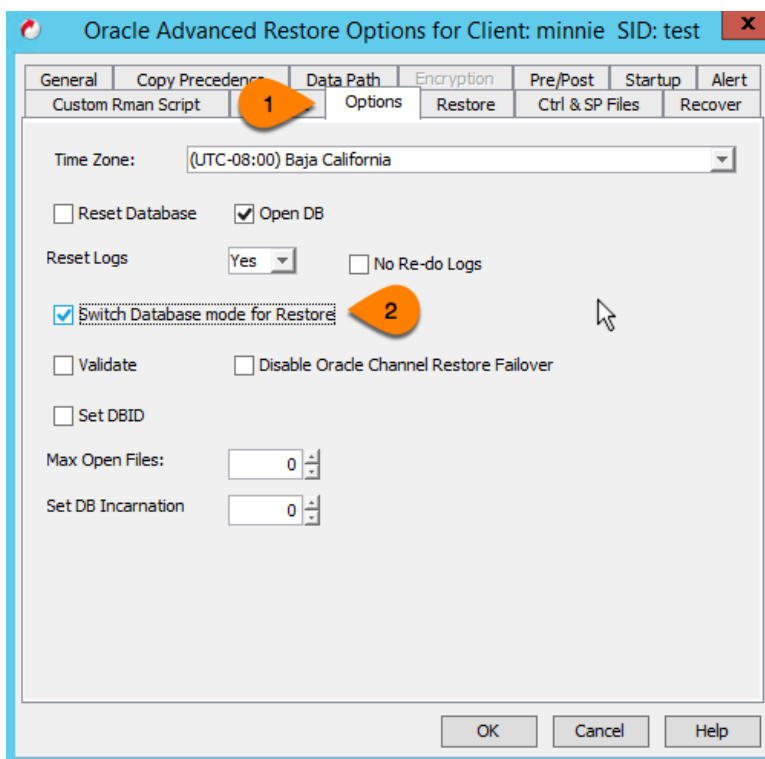 Oracle Advanced Restore Options for Client: minnie SID: test x
General Copy Precedence Data Path Encryption Pre/Post Startup Alert
Custom Rman Script 1 Options Restore Ctrl & SP Files Recover
Time Zone: (UTC-08:00) Baja California
Reset Database Open DB
Reset Logs Yes No Re-do Logs
Switch Database mode for Restore 2
Validate Disable Oracle Channel Restore Failover
Set DBID
Max Open Files: 0
Set DB Incarnation 0
OK Cancel Help